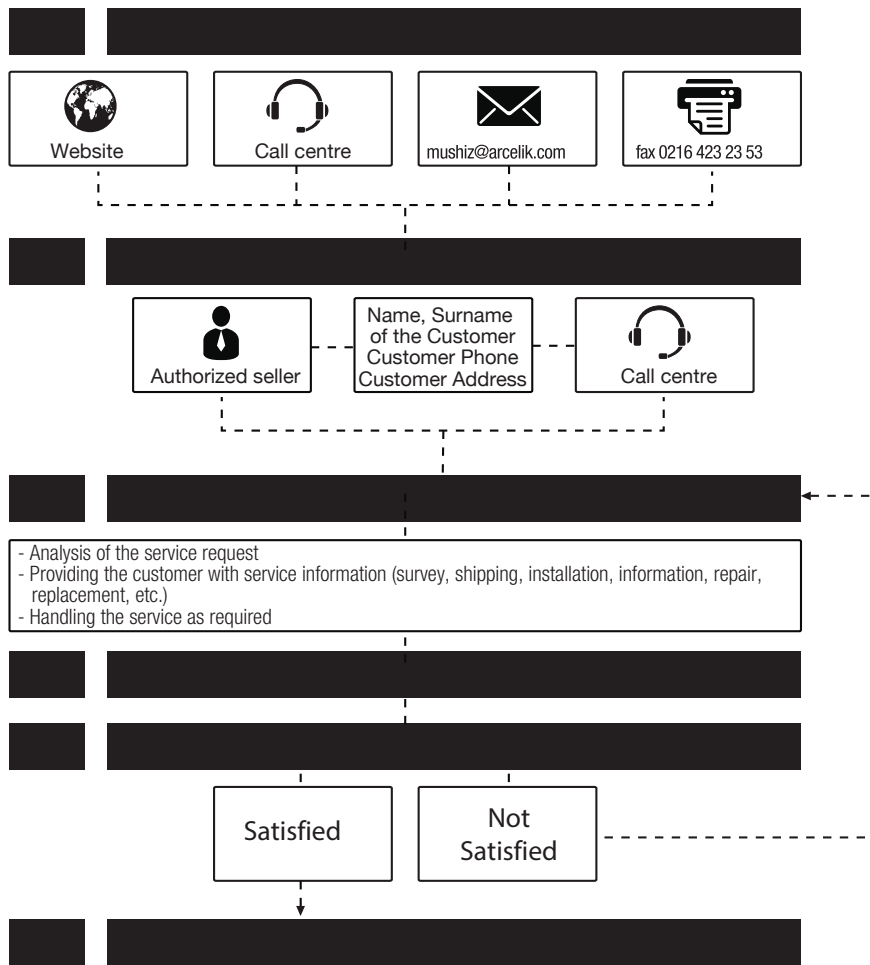 Website
Call centre
mushiz@arcelik.com
fax 0216 423 23 53
Authorized seller
Name, Surname
of the Customer
Customer Phone
Customer Address
Call centre
- Analysis of the service request
- Providing the customer with service information (survey, shipping, installation, information, repair,
replacement, etc.)
- Handling the service as required
Satisfied
Not
Satisfied